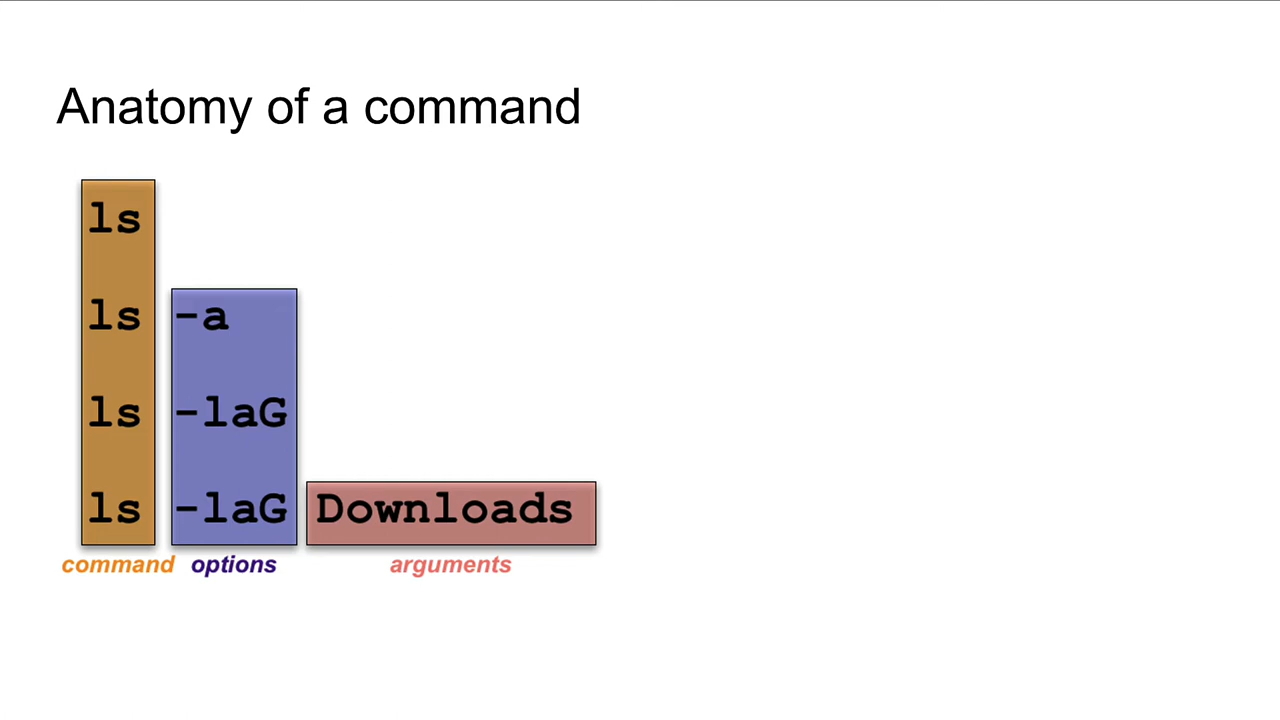 Anatomy of a command
ls
ls -a
ls -laG
ls -laG Downloads
command options arguments